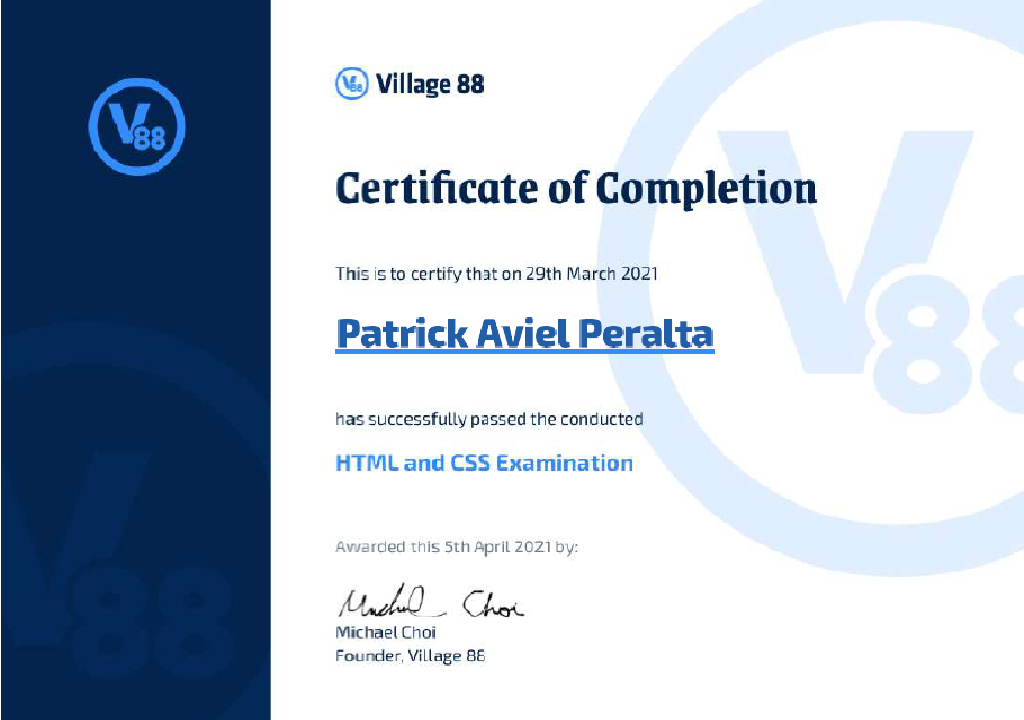 V88
V88 Village 88
Certificate of Completion
This is to certify that on 29th March 2021
Patrick Aviel Peralta
has successfully passed the conducted
HTML and CSS Examination
Awarded this 5th April 2021 by:
Michael Choi
Michael Choi
Founder, Village 88
V88
V88